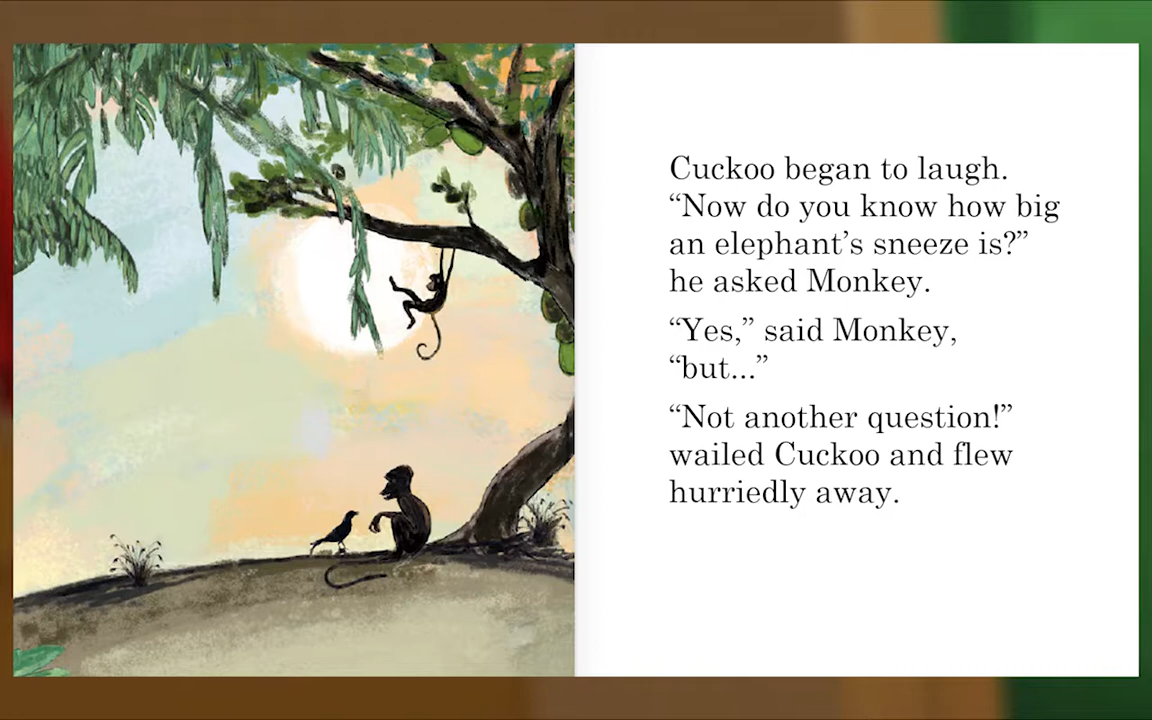 Cuckoo began to laugh.
“Now do you know how big
an elephant’s sneeze is?”
he asked Monkey.
“Yes,” said Monkey,
“but...”
“Not another question!”
wailed Cuckoo and flew
hurriedly away.